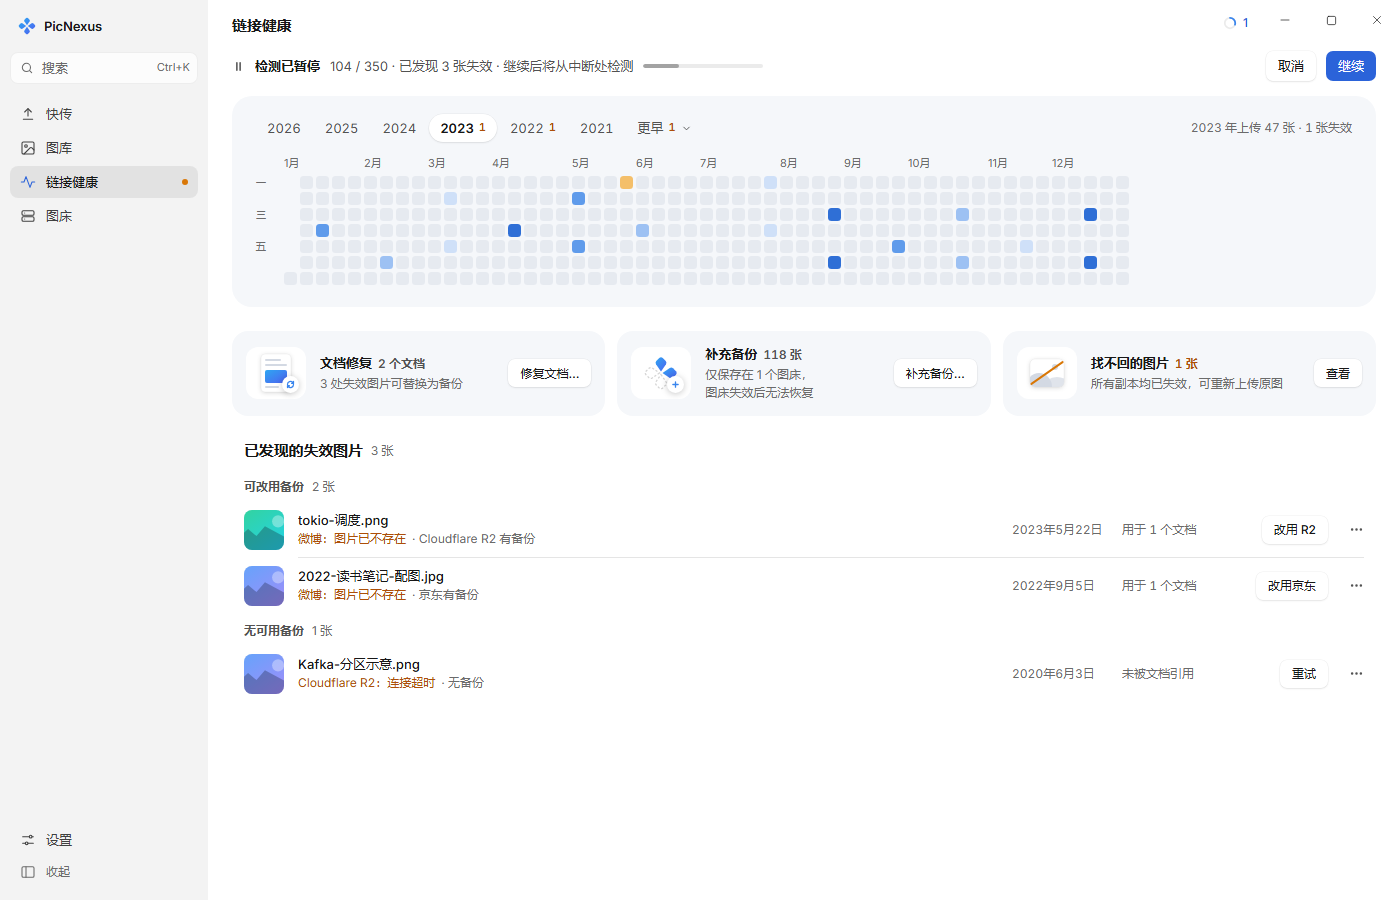 PicNexus
搜索 Ctrl+K
快传
图库
链接健康
图床
设置
收起
链接健康
1
检测已暂停 104 / 350 · 已发现 3 张失效 · 继续后将从中断处检测
取消
继续
2026 2025 2024 2023 1 2022 1 2021 更早 1
2023 年上传 47 张 · 1 张失效
1月 2月 3月 4月 5月 6月 7月 8月 9月 10月 11月 12月
一
三
五
文档修复 2 个文档
3 处失效图片可替换为备份
修复文档...
补充备份 118 张
仅保存在 1 个图床，
图床失效后无法恢复
补充备份...
找不回的图片 1 张
所有副本均已失效，可重新上传原图
查看
已发现的失效图片 3 张
可改用备份 2 张
tokio-调度.png
微博：图片已不存在 · Cloudflare R2 有备份
2023年5月22日 用于 1 个文档 改用 R2
2022-读书笔记-配图.jpg
微博：图片已不存在 · 京东有备份
2022年9月5日 用于 1 个文档 改用京东
无可用备份 1 张
Kafka-分区示意.png
Cloudflare R2：连接超时 · 无备份
2020年6月3日 未被文档引用 重试